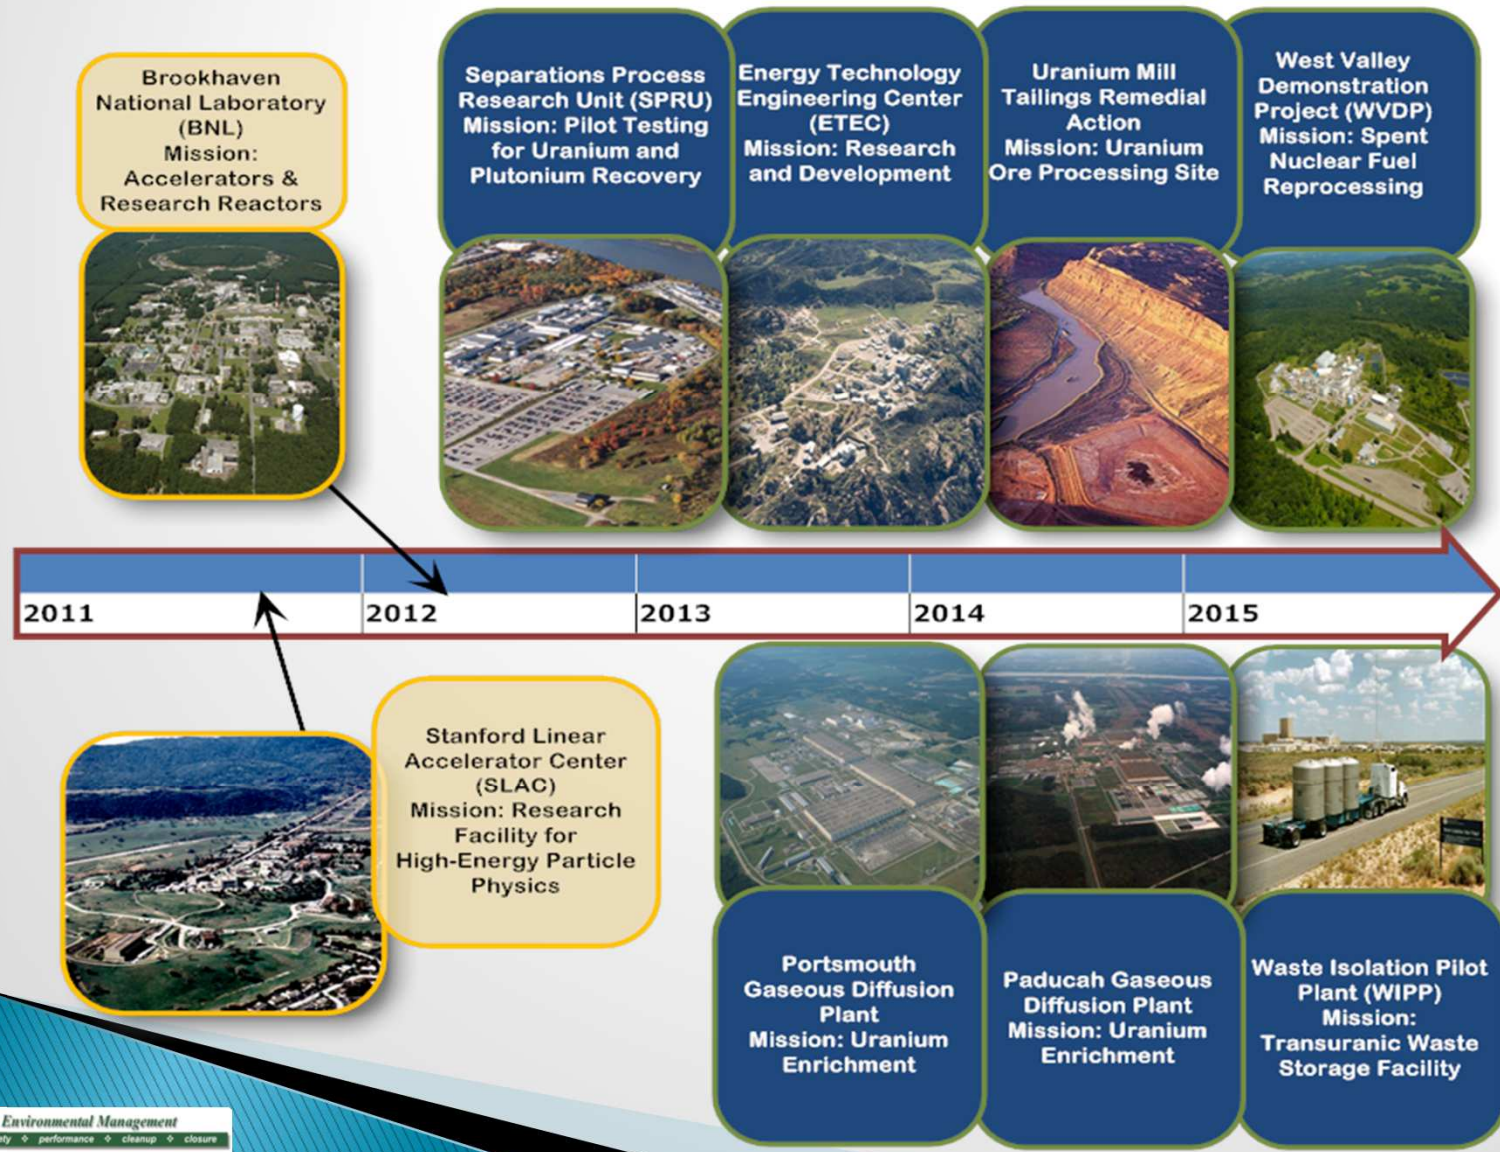 Brookhaven
National Laboratory
(BNL)
Mission:
Accelerators &
Research Reactors
Separations Process
Research Unit (SPRU)
Mission: Pilot Testing
for Uranium and
Plutonium Recovery
Energy Technology
Engineering Center
(ETEC)
Mission: Research
and Development
Uranium Mill
Tailings Remedial
Action
Mission: Uranium
Ore Processing Site
West Valley
Demonstration
Project (WVDP)
Mission: Spent
Nuclear Fuel
Reprocessing
2011
2012
2013
2014
2015
Stanford Linear
Accelerator Center
(SLAC)
Mission: Research
Facility for
High-Energy Particle
Physics
Portsmouth
Gaseous Diffusion
Plant
Mission: Uranium
Enrichment
Paducah Gaseous
Diffusion Plant
Mission: Uranium
Enrichment
Waste Isolation Pilot
Plant (WIPP)
Mission:
Transuranic Waste
Storage Facility
Environmental Management
ety ❖ performance ❖ cleanup ❖ closure